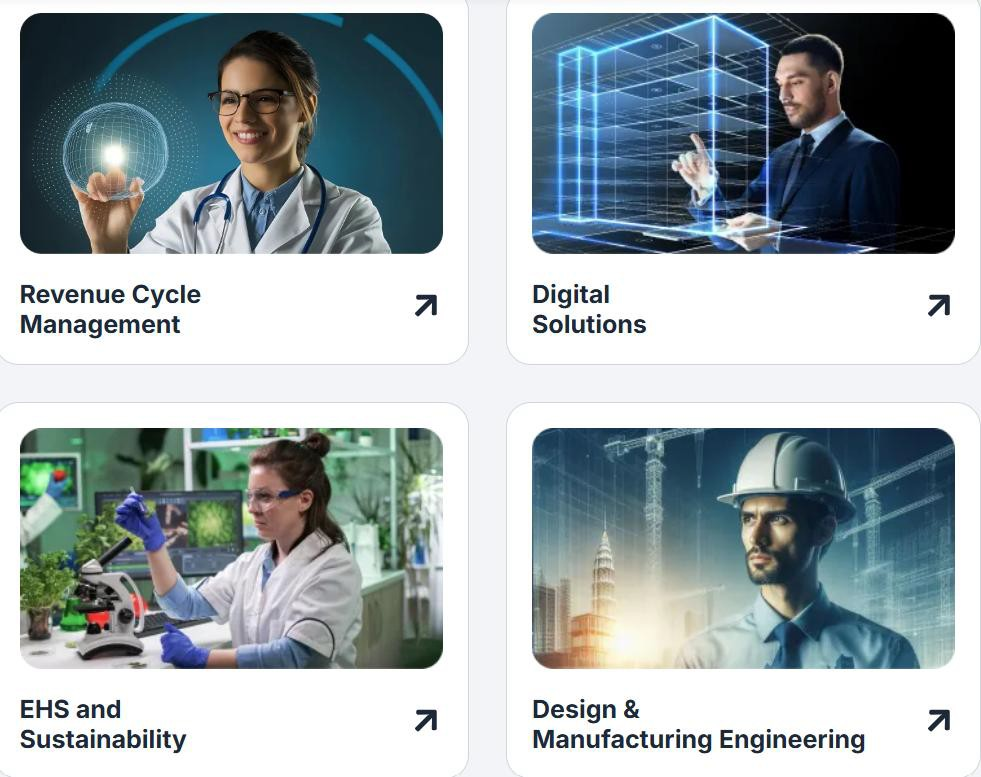 Revenue Cycle
Management
Digital
Solutions
EHS and
Sustainability
Design &
Manufacturing Engineering